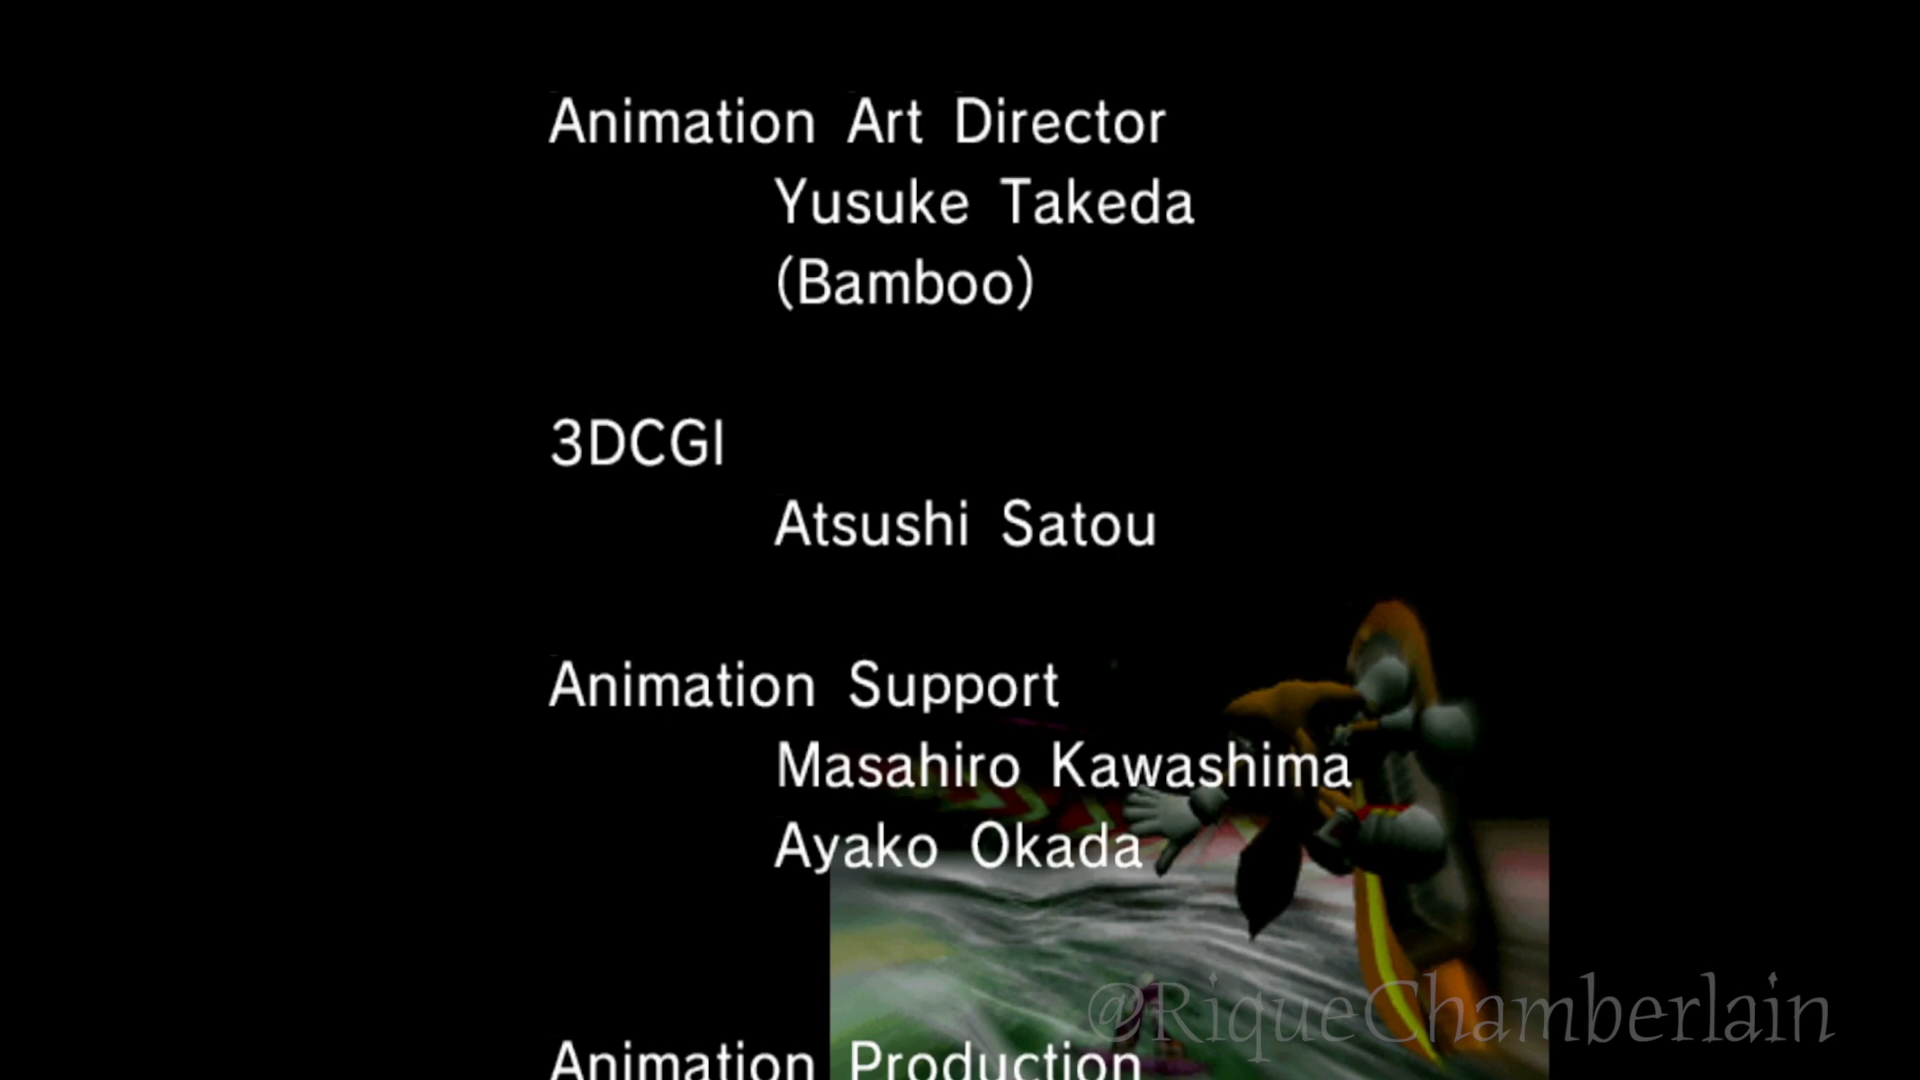 Animation Art Director
Yusuke Takeda
(Bamboo)
3DCGI
Atsushi Satou
Animation Support
Masahiro Kawashima
Ayako Okada
@RiqueChamberlain
Animation Production